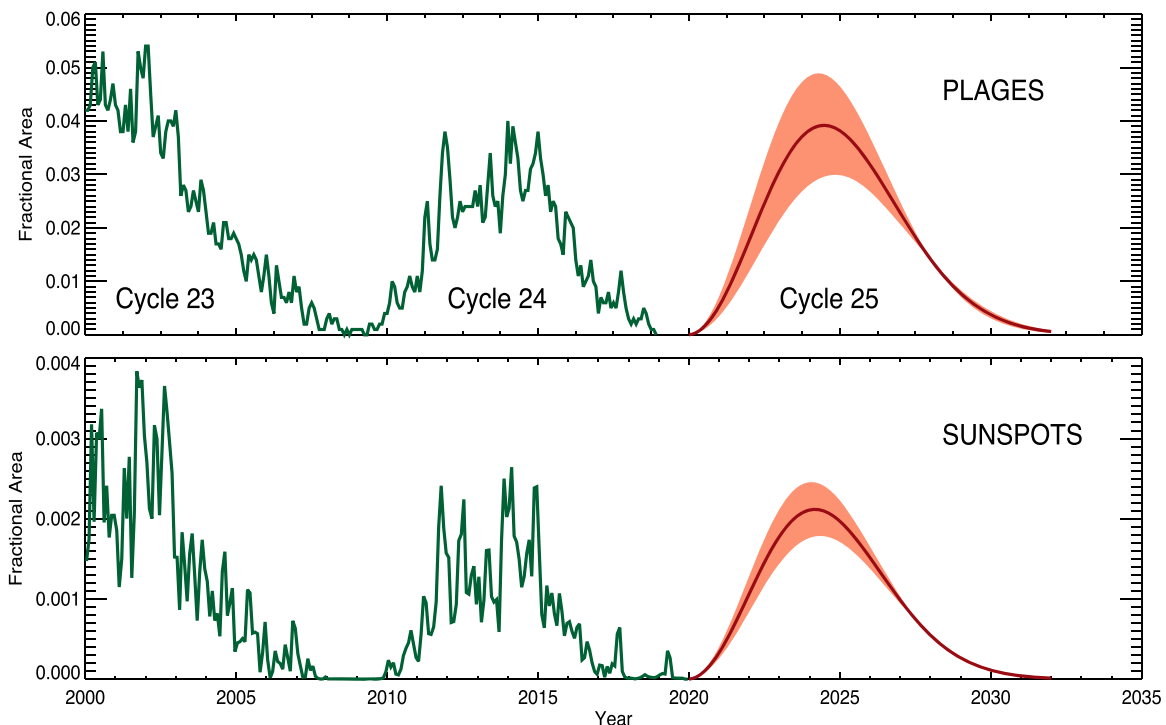 0.06
0.05
PLAGES
0.04
Fractional Area
0.03
0.02
0.01
Cycle 23
Cycle 24
Cycle 25
0.00
0.004
0.003
SUNSPOTS
Fractional Area
0.002
0.001
0.000
2000 2005 2010 2015 2020 2025 2030 2035
Year